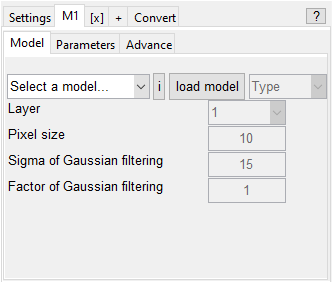 Settings M1 [x] + Convert ?
Model Parameters Advance
Select a model... i load model Type
Layer 1
Pixel size 10
Sigma of Gaussian filtering 15
Factor of Gaussian filtering 1